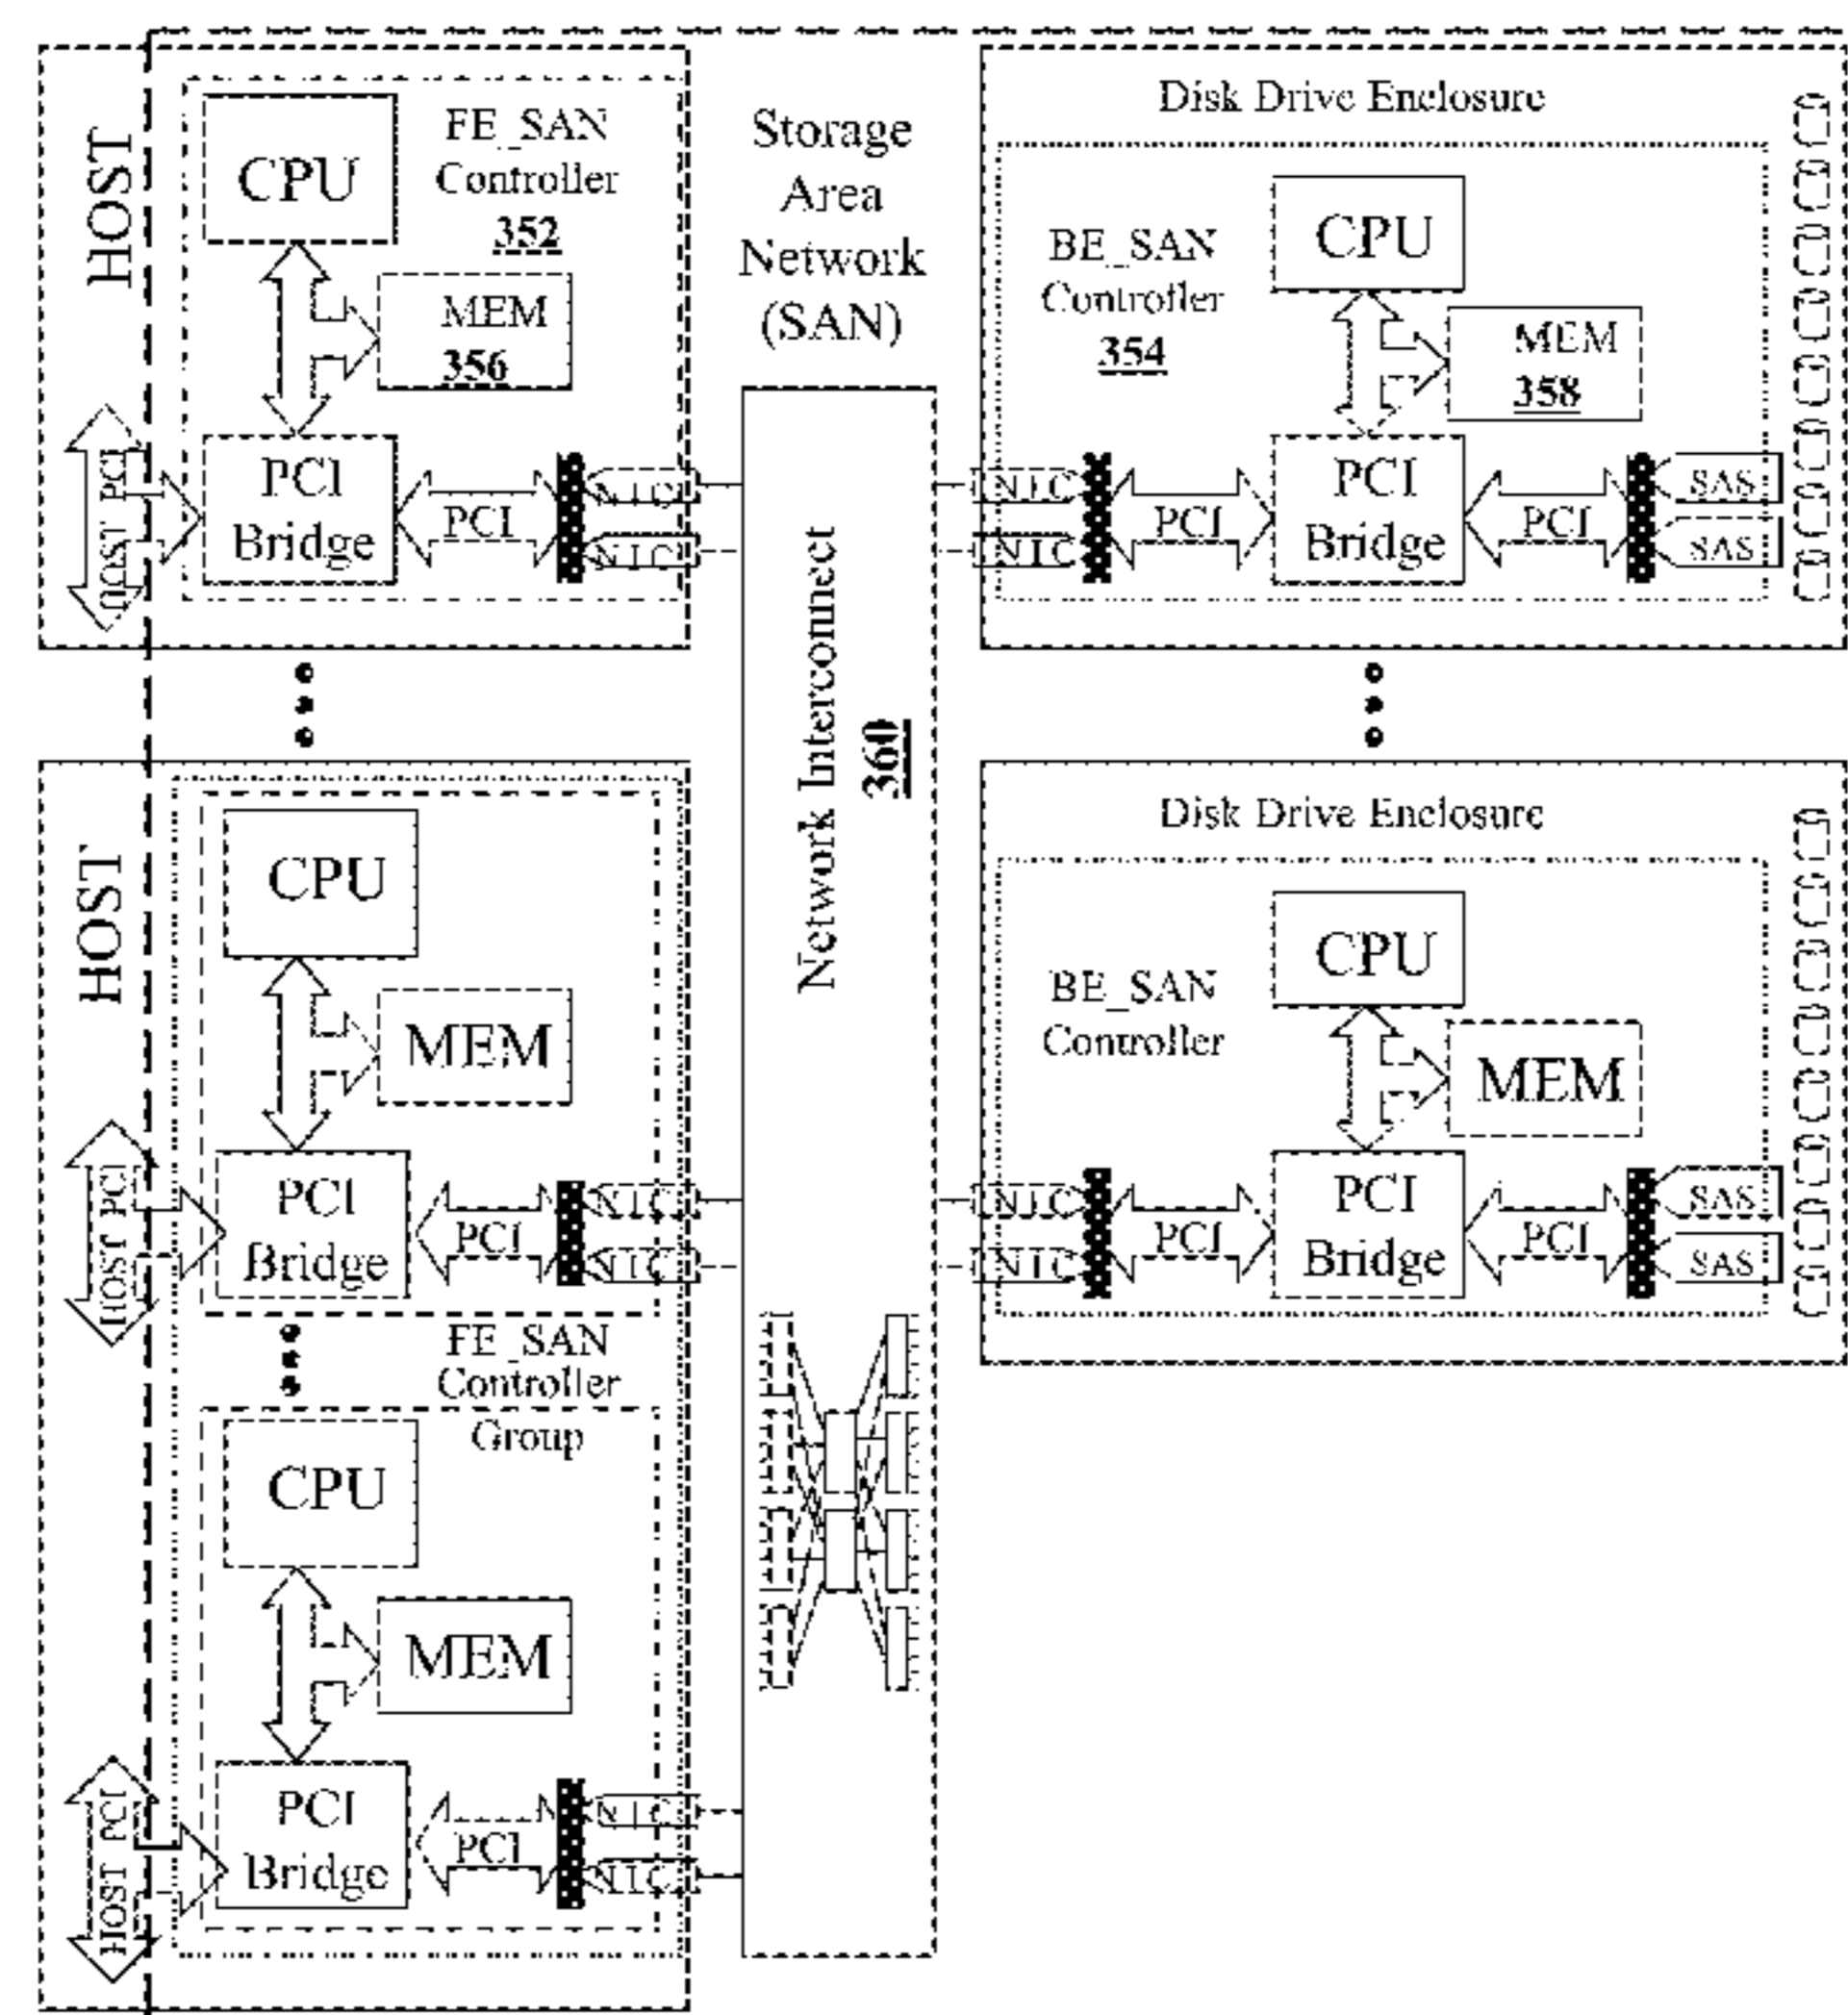 HOST
CPU
FE_SAN
Controller
352
MEM
356
HOST PCI
PCI
Bridge
PCI
NIC
NIC
Storage
Area
Network
(SAN)
Network Interconnect
360
Disk Drive Enclosure
BE_SAN
Controller
354
CPU
MEM
358
NIC
NIC
PCI
PCI
Bridge
PCI
SAS
SAS
HOST
CPU
MEM
HOST PCI
PCI
Bridge
PCI
NIC
NIC
FE_SAN
Controller
Group
CPU
MEM
HOST PCI
PCI
Bridge
PCI
NIC
NIC
Disk Drive Enclosure
BE_SAN
Controller
CPU
MEM
NIC
NIC
PCI
PCI
Bridge
PCI
SAS
SAS